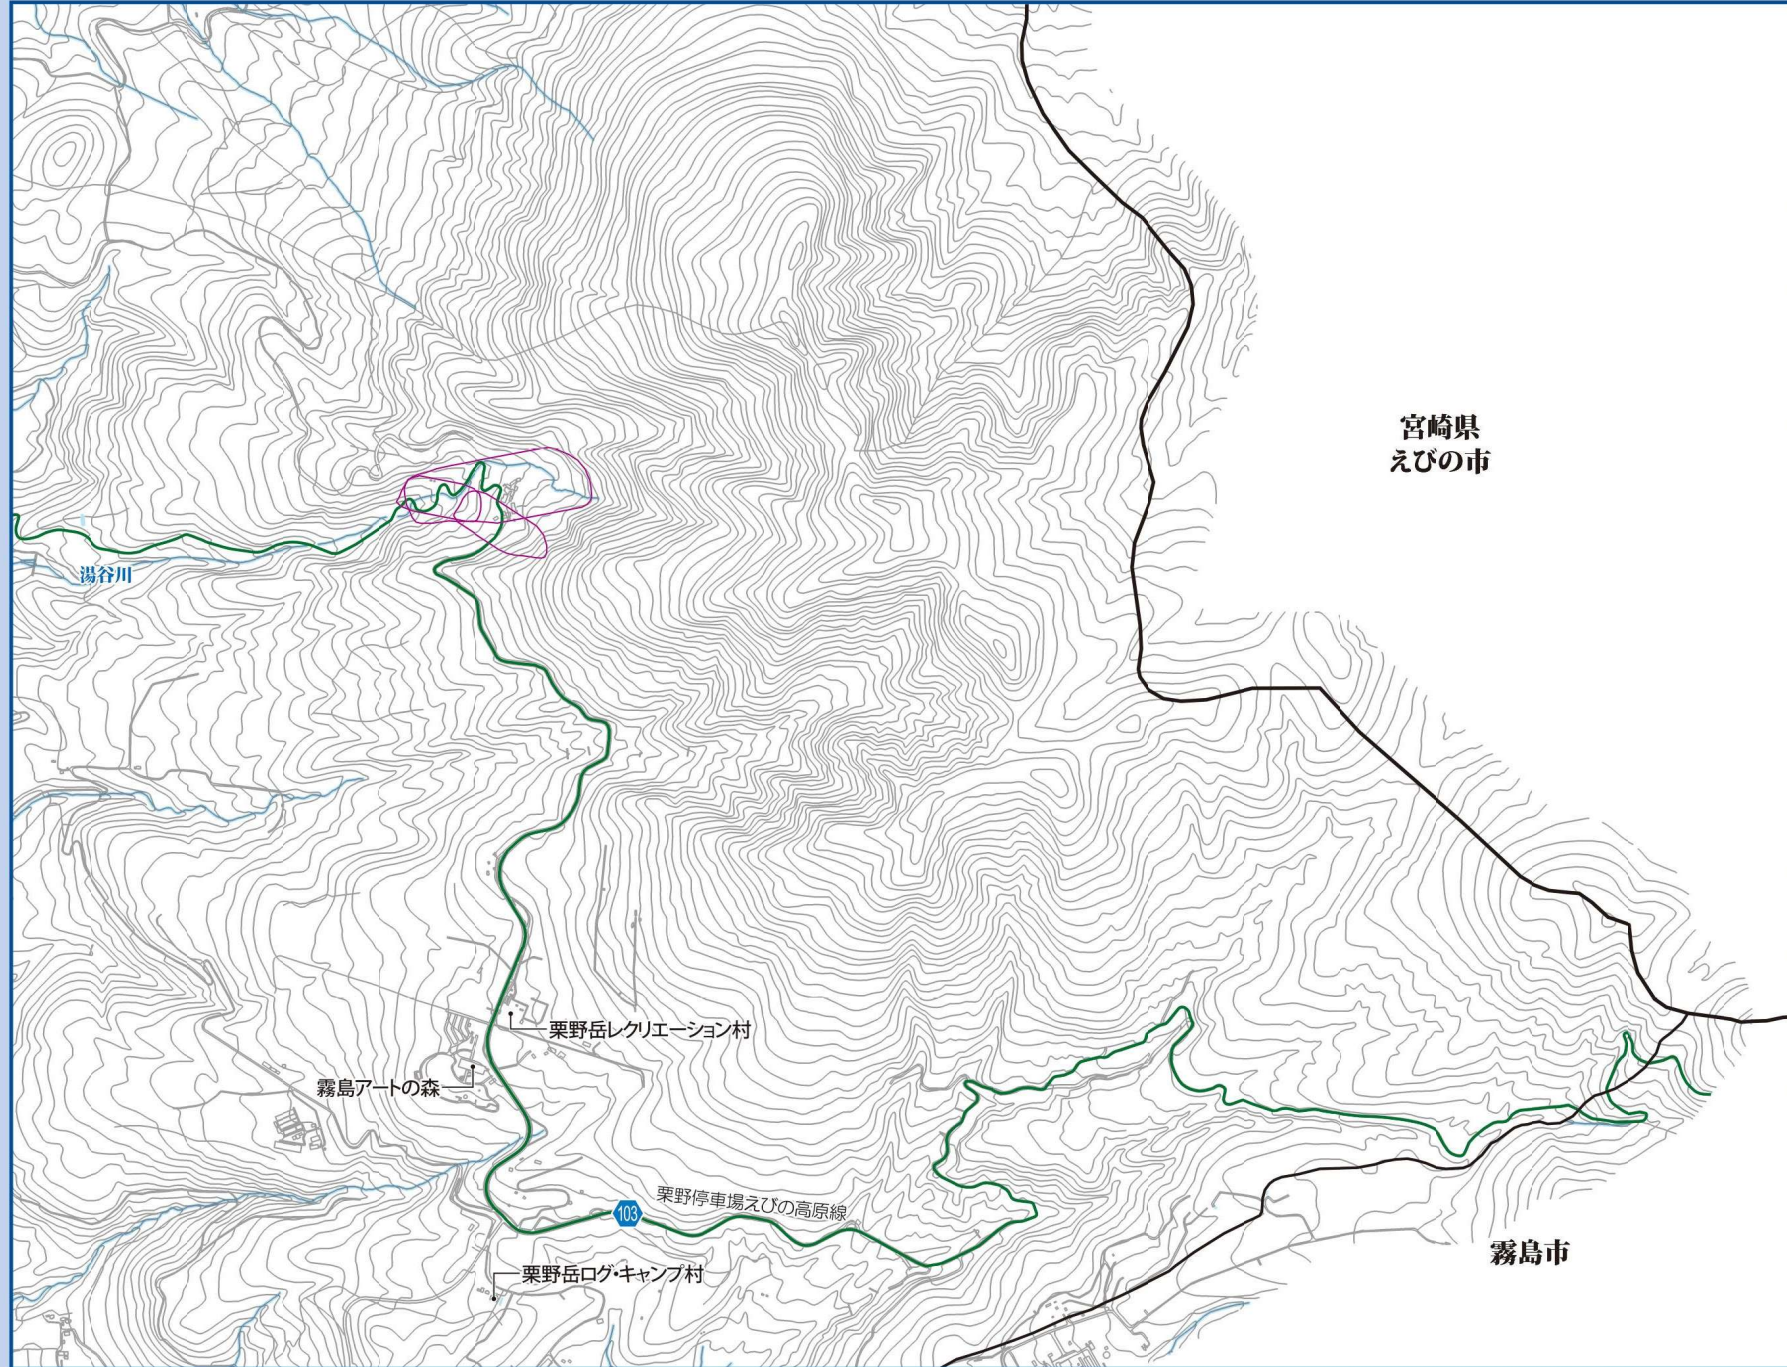 宮崎県
えびの市
湯谷川
栗野岳レクリエーション村
霧島アートの森
栗野停車場えびの高原線
103
霧島市
栗野岳ログ・キャンプ村